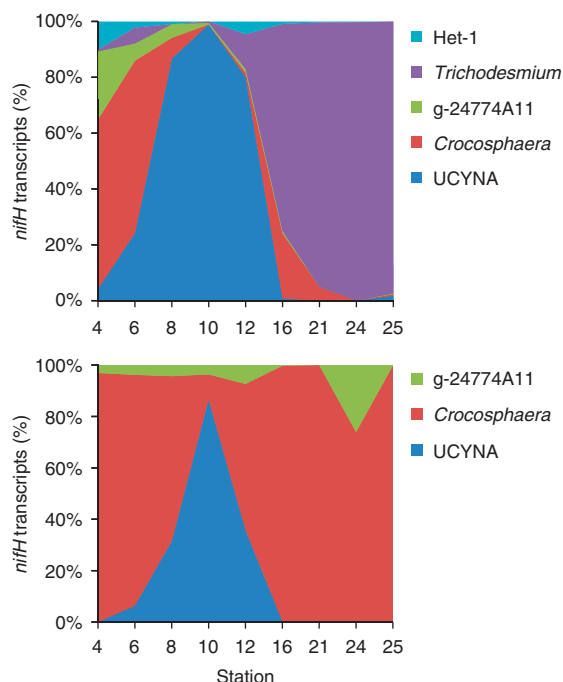 100%
80%
60%
40%
20%
0%
nifH transcripts (%)
4 6 8 10 12 16 21 24 25
Het-1
Trichodesmium
g-24774A11
Crocosphaera
UCYNA
100%
80%
60%
40%
20%
0%
nifH transcripts (%)
4 6 8 10 12 16 21 24 25
Station
g-24774A11
Crocosphaera
UCYNA